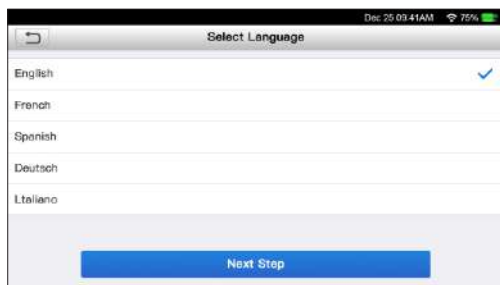 Dec 25 09:41AM 75%
Select Language
English
French
Spanish
Deutsch
Ltaliano
Next Step